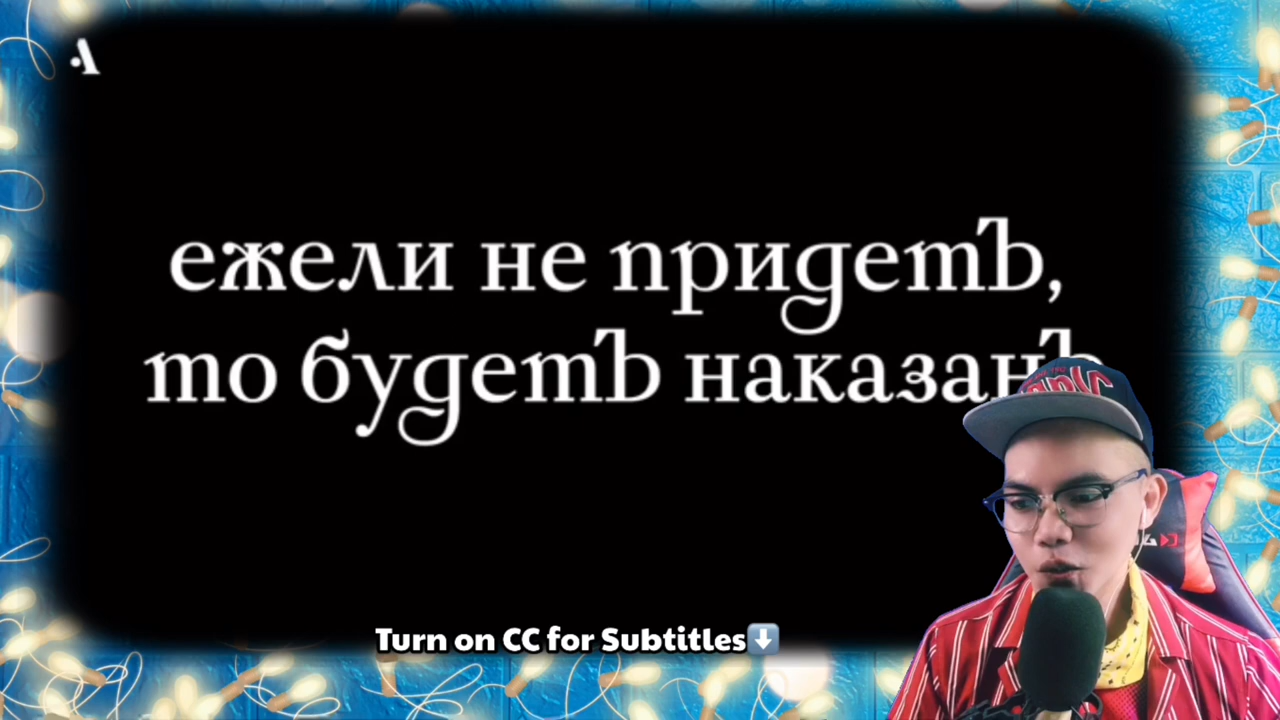 ежели не придетъ,
то будетъ наказанъ
Turn on CC for Subtitles